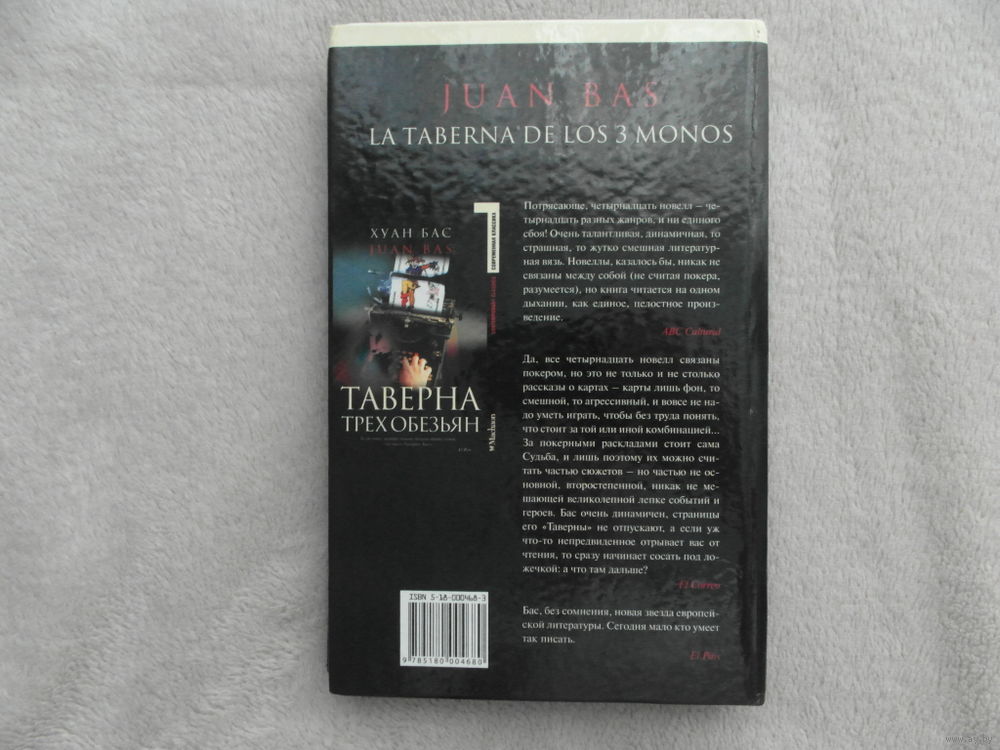 JUAN BAS
LA TABERNA DE LOS 3 MONOS
ХУАН БАС
JUAN BAS
СОВРЕМЕННАЯ КЛАССИКА
ТАВЕРНА
ТРЕХ ОБЕЗЬЯН
Machaon
Потрясающе, четырнадцать новелл – че-
тырнадцать разных жанров, и ни единого
сбоя! Очень талантливая, динамичная, то
страшная, то жутко смешная литератур-
ная вязь. Новеллы, казалось бы, никак не
связаны между собой (не считая покера,
разумеется), но книга читается на одном
дыхании, как единое, целостное произ-
ведение.
ABC Cultural
Да, все четырнадцать новелл связаны
покером, но это не только и не столько
рассказы о картах – карты лишь фон, то
смешной, то агрессивный, и вовсе не на-
до уметь играть, чтобы без труда понять,
что стоит за той или иной комбинацией...
За покерными раскладами стоит сама
Судьба, и лишь поэтому их можно счи-
тать частью сюжетов – но частью не ос-
новной, второстепенной, никак не ме-
шающей великолепной лепке событий и
героев. Бас очень динамичен, страницы
его «Таверны» не отпускают, а если уж
что-то непредвиденное отрывает вас от
чтения, то сразу начинает сосать под ло-
жечкой: а что там дальше?
El Correo
Бас, без сомнения, новая звезда европей-
ской литературы. Сегодня мало кто умеет
так писать.
El País
ISBN 5-18-000468-3
9 785180 004680
www.ay.by